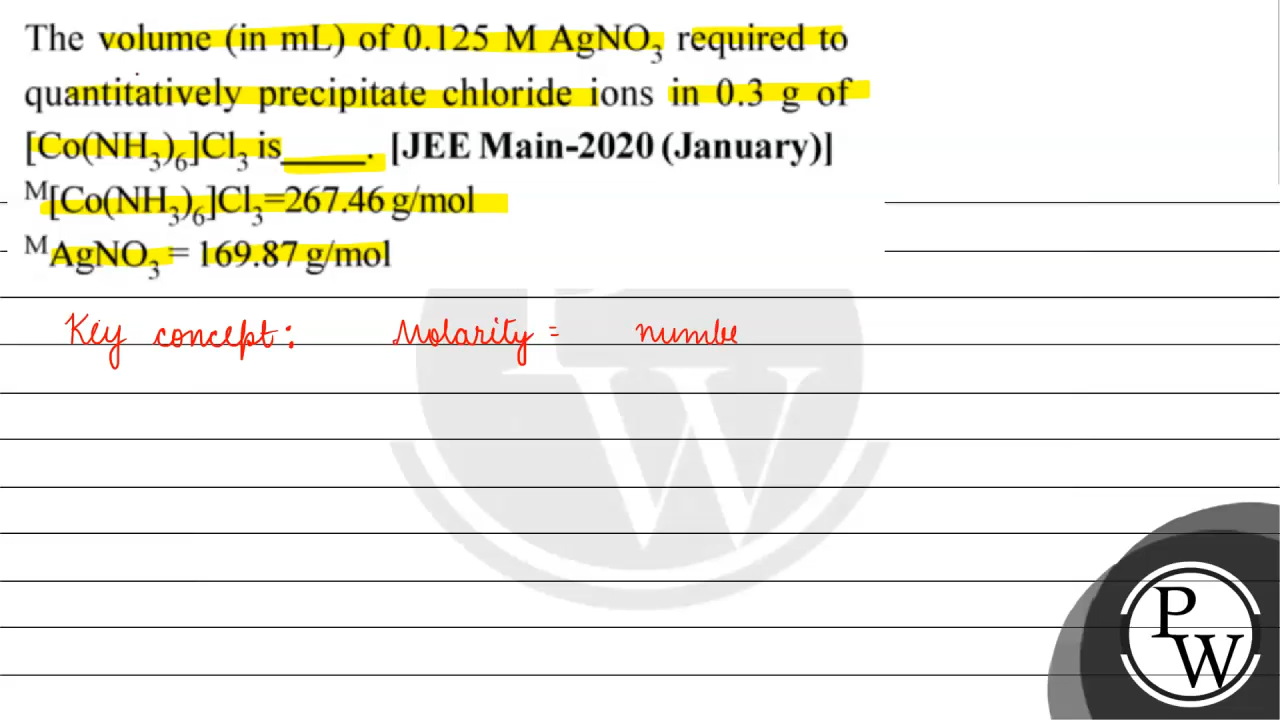 The volume (in mL) of 0.125 M AgNO₃ required to
quantitatively precipitate chloride ions in 0.3 g of
[Co(NH₃)₆]Cl₃ is_____. [JEE Main-2020 (January)]
ᴹ[Co(NH₃)₆]Cl₃=267.46 g/mol
ᴹAgNO₃ = 169.87 g/mol
Key concept: Molarity = numbe
W
P
W